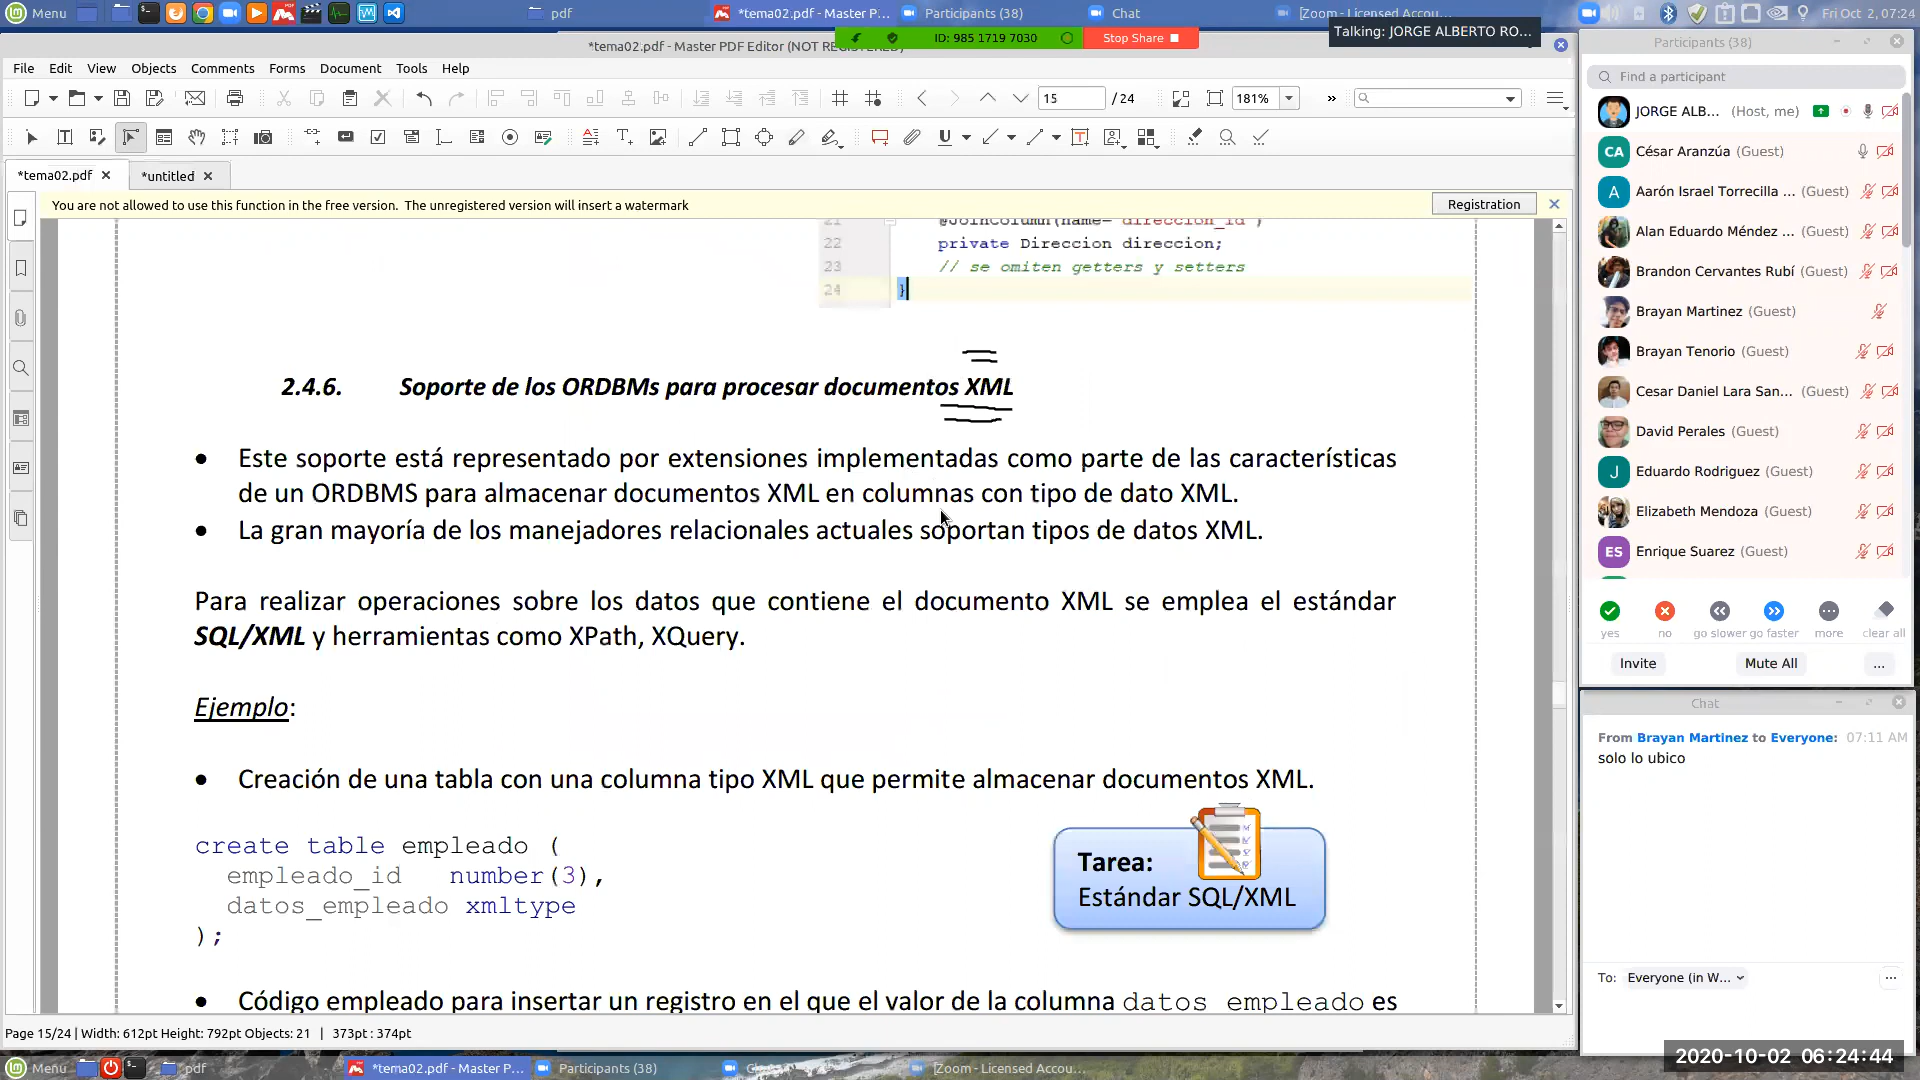 Menu
pdf
*tema02.pdf - Master P...
Participants (38)
Chat
[Zoom - Licensed Accou...
Fri Oct 2, 07:24
*tema02.pdf - Master PDF Editor (NOT REGISTERED)
ID: 985 1719 7030
Stop Share
Talking: JORGE ALBERTO RO...
File Edit View Objects Comments Forms Document Tools Help
15 / 24
181%
*tema02.pdf
*untitled
You are not allowed to use this function in the free version. The unregistered version will insert a watermark
Registration
21 @JoinColumn(name="direccion_id")
22 private Direccion direccion;
23 // se omiten getters y setters
24 }
2.4.6. Soporte de los ORDBMs para procesar documentos XML
• Este soporte está representado por extensiones implementadas como parte de las características
de un ORDBMS para almacenar documentos XML en columnas con tipo de dato XML.
• La gran mayoría de los manejadores relacionales actuales soportan tipos de datos XML.
Para realizar operaciones sobre los datos que contiene el documento XML se emplea el estándar
SQL/XML y herramientas como XPath, XQuery.
Ejemplo:
• Creación de una tabla con una columna tipo XML que permite almacenar documentos XML.
create table empleado (
empleado_id number(3),
datos_empleado xmltype
);
Tarea:
Estándar SQL/XML
• Código empleado para insertar un registro en el que el valor de la columna datos_empleado es
Page 15/24 | Width: 612pt Height: 792pt Objects: 21 | 373pt : 374pt
Participants (38)
Find a participant
JORGE ALB... (Host, me)
CA César Aranzúa (Guest)
A Aarón Israel Torrecilla ... (Guest)
Alan Eduardo Méndez ... (Guest)
Brandon Cervantes Rubí (Guest)
Brayan Martinez (Guest)
Brayan Tenorio (Guest)
Cesar Daniel Lara San... (Guest)
David Perales (Guest)
J Eduardo Rodriguez (Guest)
Elizabeth Mendoza (Guest)
ES Enrique Suarez (Guest)
yes no go slower go faster more clear all
Invite
Mute All
...
Chat
From Brayan Martinez to Everyone: 07:11 AM
solo lo ubico
To: Everyone (in W...
Menu
pdf
*tema02.pdf - Master P...
Participants (38)
[Zoom - Licensed Accou...
2020-10-02 06:24:44